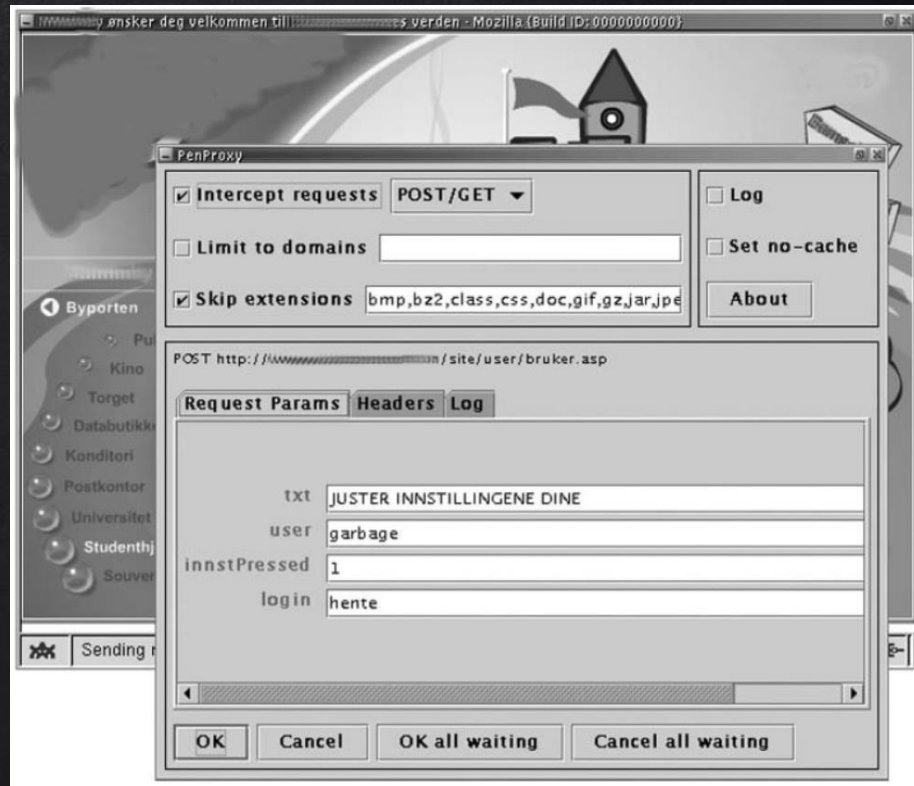 ønsker deg velkommen til es verden - Mozilla {Build ID: 0000000000}
PenProxy
Intercept requests POST/GET
Log
Limit to domains
Set no-cache
Skip extensions bmp,bz2,class,css,doc,gif,gz,jar,jpe
About
Byporten
Kino
Torget
Databutikk
Konditori
Postkontor
Universitet
Studenthj
Souver
POST http:// /site/user/bruker.asp
Request Params Headers Log
txt JUSTER INNSTILLINGENE DINE
user garbage
innstPressed 1
login hente
Sending r
OK Cancel OK all waiting Cancel all waiting